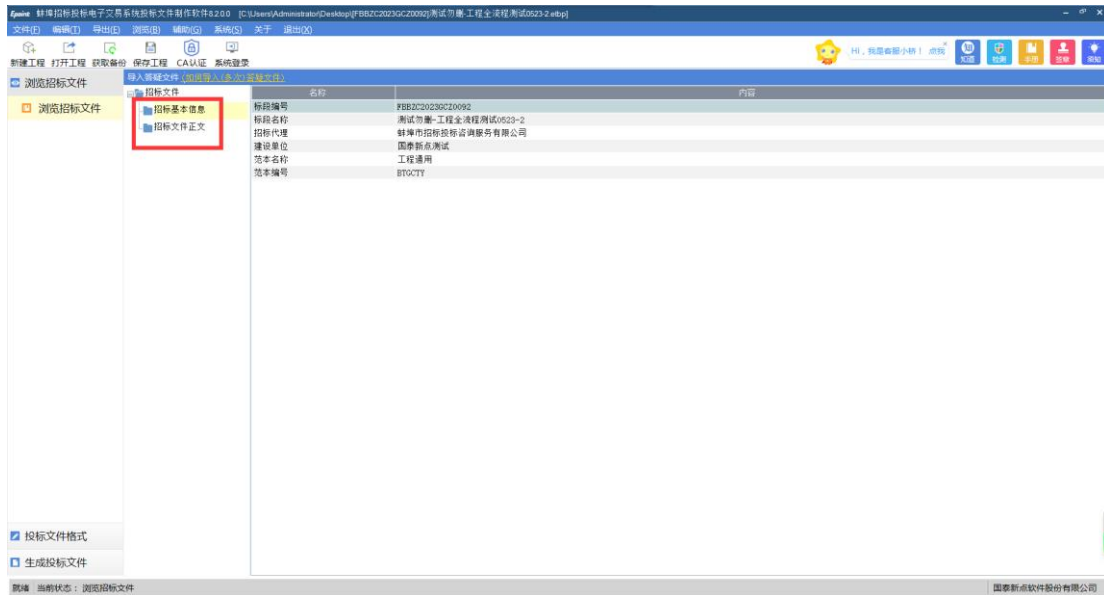 Epoint 蚌埠招标投标电子交易系统投标文件制作软件8.2.0.0 [C:\Users\Administrator\Desktop\[FBBZC2023GCZ0092]测试勿删-工程全流程测试0523-2.etbp]
文件(F) 编辑(T) 导出(E) 浏览(B) 辅助(G) 系统(S) 关于 退出(X)
新建工程 打开工程 获取备份 保存工程 CA认证 系统登录
Hi，我是客服小桥！ 点我
知道 检测 手册 签章 须知
浏览招标文件
浏览招标文件
导入答疑文件 (如何导入(多次)答疑文件)
招标文件
招标基本信息
招标文件正文
名称 内容
标段编号 FBBZC2023GCZ0092
标段名称 测试勿删-工程全流程测试0523-2
招标代理 蚌埠市招标投标咨询服务有限公司
建设单位 国泰新点测试
范本名称 工程通用
范本编号 BTGCTY
投标文件格式
生成投标文件
就绪 当前状态：浏览招标文件 国泰新点软件股份有限公司